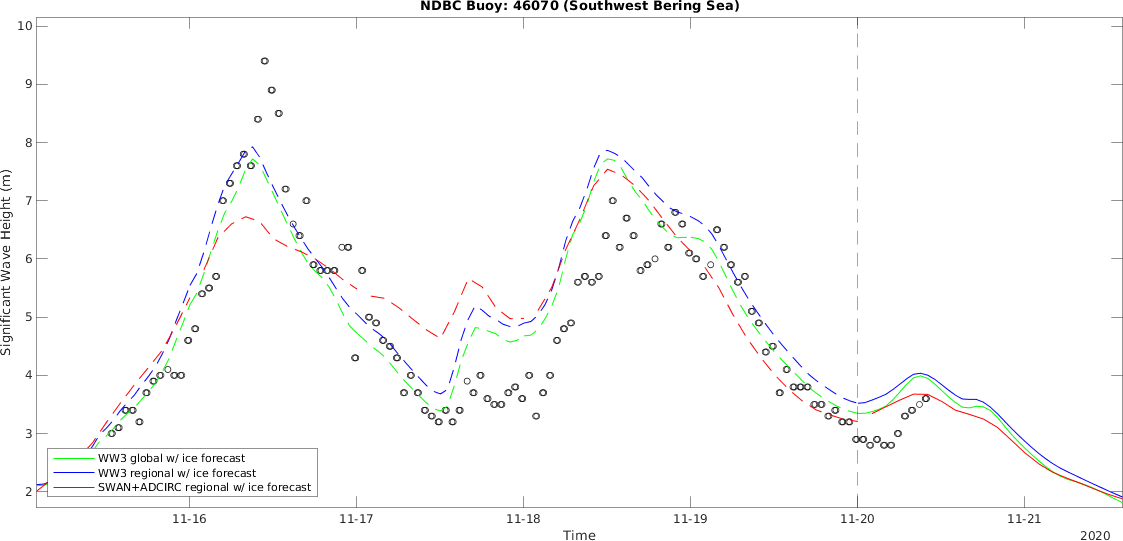 NDBC Buoy: 46070 (Southwest Bering Sea)
10
9
8
7
6
5
4
3
2
Significant Wave Height (m)
WW3 global w/ ice forecast
WW3 regional w/ ice forecast
SWAN+ADCIRC regional w/ ice forecast
11-16 11-17 11-18 11-19 11-20 11-21
Time
2020